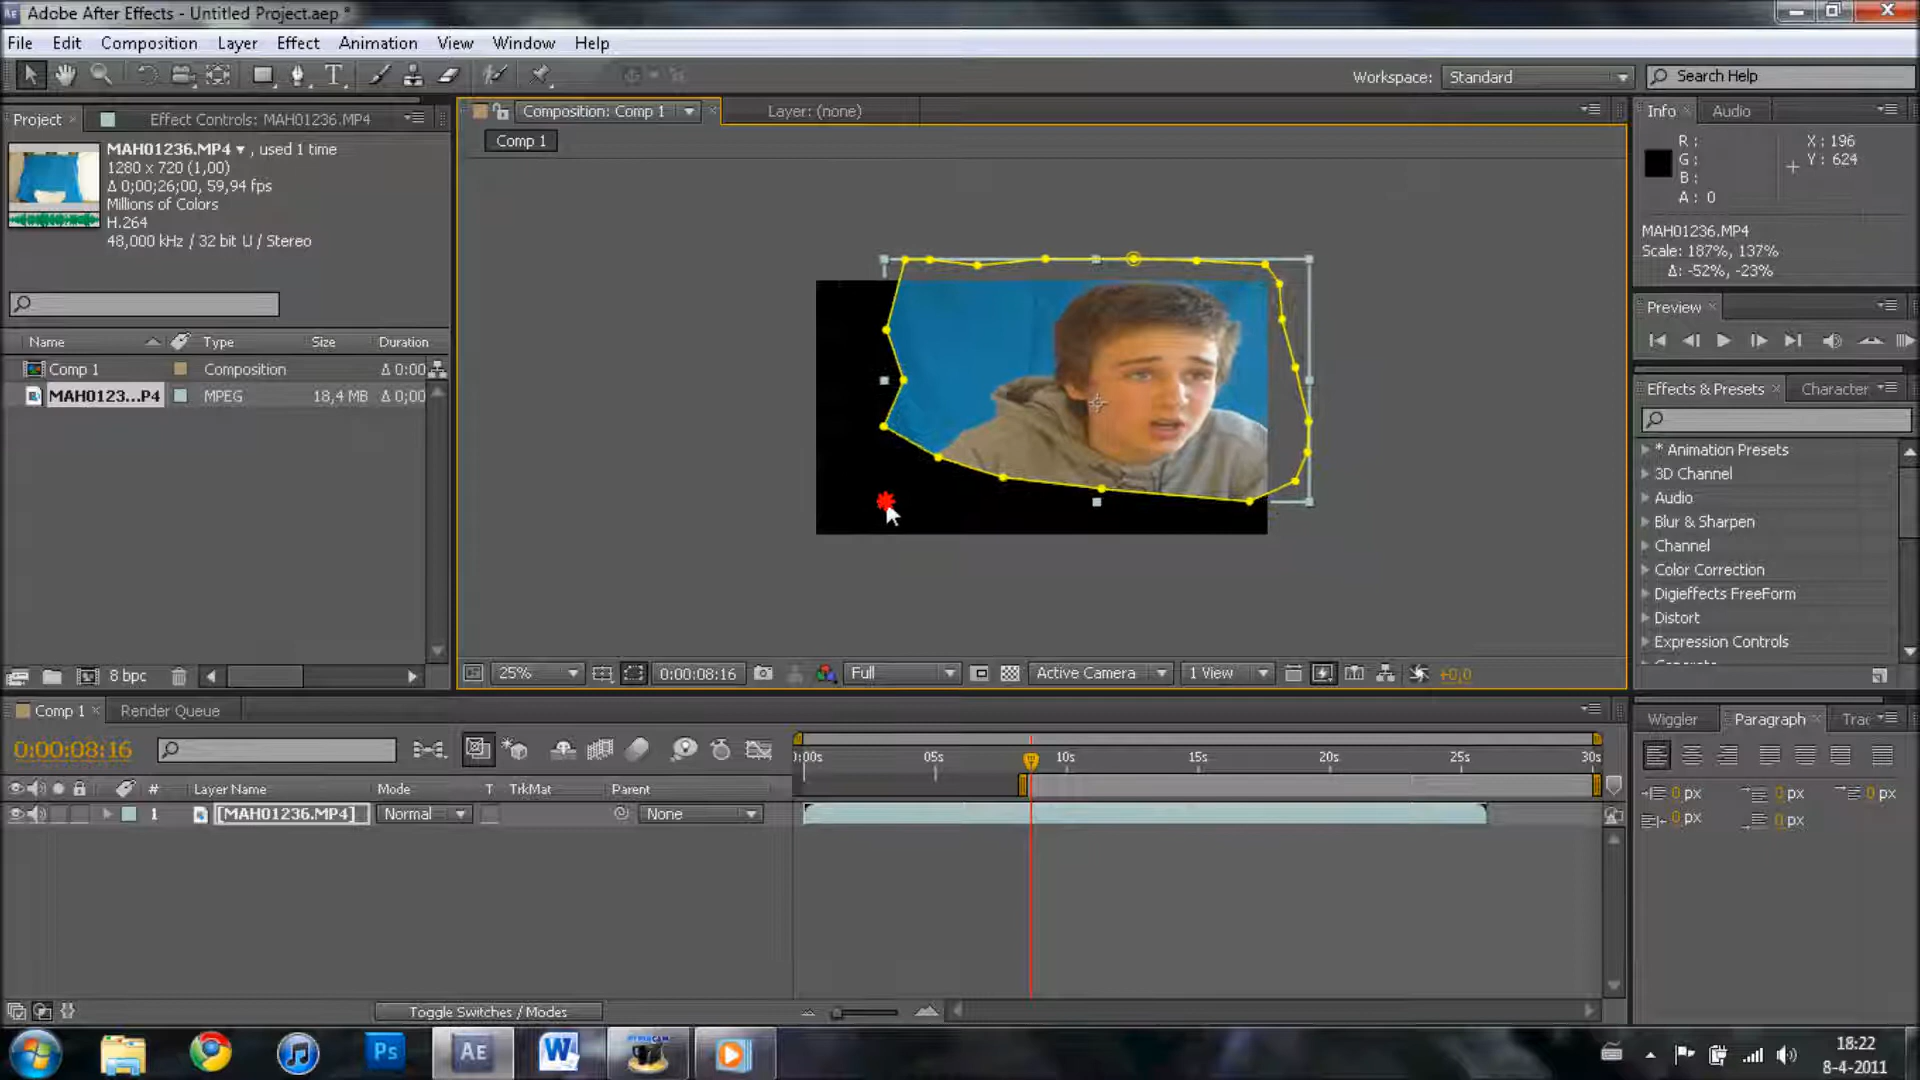 Adobe After Effects - Untitled Project.aep *
File Edit Composition Layer Effect Animation View Window Help
Workspace: Standard Search Help
Project Effect Controls: MAH01236.MP4
MAH01236.MP4 , used 1 time
1280 x 720 (1,00)
Δ 0;00;26;00, 59,94 fps
Millions of Colors
H.264
48,000 kHz / 32 bit U / Stereo
Name Type Size Duration
Comp 1 Composition Δ 0:00
MAH0123...P4 MPEG 18,4 MB Δ 0;00
8 bpc
Composition: Comp 1 Layer: (none)
Comp 1
25% 0:00:08:16 Full Active Camera 1 View +0,0
Info Audio
R :
G :
B :
A : 0
X : 196
Y : 624
MAH01236.MP4
Scale: 187%, 137%
Δ: -52%, -23%
Preview
Effects & Presets Character
* Animation Presets
3D Channel
Audio
Blur & Sharpen
Channel
Color Correction
Digieffects FreeForm
Distort
Expression Controls
Comp 1 Render Queue
0:00:08:16
):00s 05s 10s 15s 20s 25s 30s
# Layer Name Mode T TrkMat Parent
1 [MAH01236.MP4] Normal None
Toggle Switches / Modes
Wiggler Paragraph Trac
0 px 0 px 0 px
0 px 0 px
Ps AE W
18:22
8-4-2011